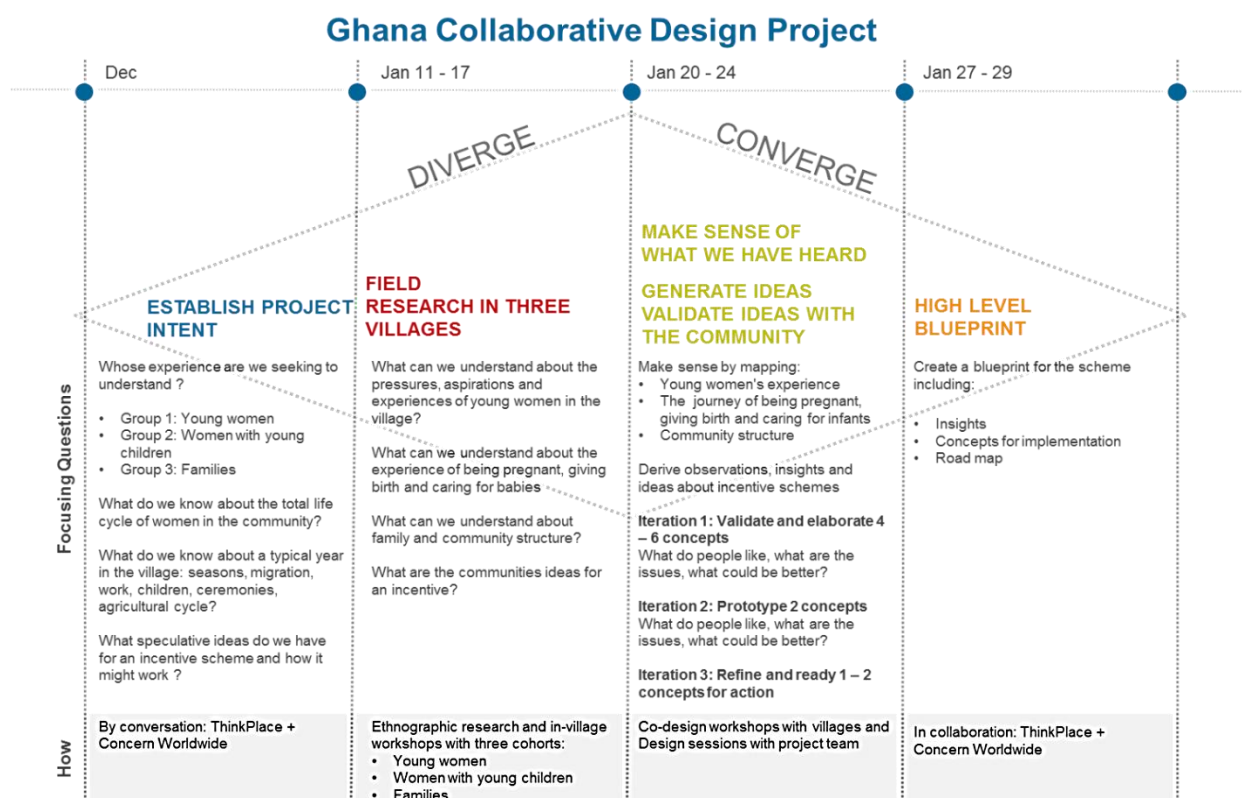 Ghana Collaborative Design Project
Dec
Jan 11 - 17
Jan 20 - 24
Jan 27 - 29
DIVERGE
CONVERGE
Focusing Questions
ESTABLISH PROJECT
INTENT
Whose experience are we seeking to
understand ?
• Group 1: Young women
• Group 2: Women with young
children
• Group 3: Families
What do we know about the total life
cycle of women in the community?
What do we know about a typical year
in the village: seasons, migration,
work, children, ceremonies,
agricultural cycle?
What speculative ideas do we have
for an incentive scheme and how it
might work ?
FIELD
RESEARCH IN THREE
VILLAGES
What can we understand about the
pressures, aspirations and
experiences of young women in the
village?
What can we understand about the
experience of being pregnant, giving
birth and caring for babies
What can we understand about
family and community structure?
What are the communities ideas for
an incentive?
MAKE SENSE OF
WHAT WE HAVE HEARD
GENERATE IDEAS
VALIDATE IDEAS WITH
THE COMMUNITY
Make sense by mapping:
• Young women's experience
• The journey of being pregnant,
giving birth and caring for infants
• Community structure
Derive observations, insights and
ideas about incentive schemes
Iteration 1: Validate and elaborate 4
– 6 concepts
What do people like, what are the
issues, what could be better?
Iteration 2: Prototype 2 concepts
What do people like, what are the
issues, what could be better?
Iteration 3: Refine and ready 1 – 2
concepts for action
HIGH LEVEL
BLUEPRINT
Create a blueprint for the scheme
including:
• Insights
• Concepts for implementation
• Road map
How
By conversation: ThinkPlace +
Concern Worldwide
Ethnographic research and in-village
workshops with three cohorts:
• Young women
• Women with young children
• Families
Co-design workshops with villages and
Design sessions with project team
In collaboration: ThinkPlace +
Concern Worldwide